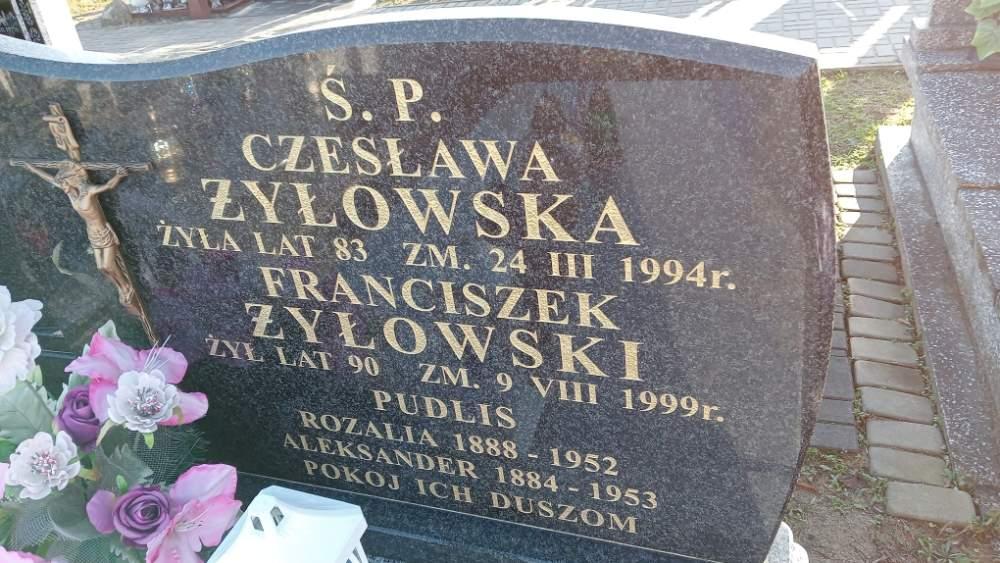 Ś. P.
CZESŁAWA
ŻYŁOWSKA
ŻYŁA LAT 83 ZM. 24 III 1994r.
FRANCISZEK
ŻYŁOWSKI
ŻYŁ LAT 90 ZM. 9 VIII 1999r.
PUDLIS
ROZALIA 1888 - 1952
ALEKSANDER 1884 - 1953
POKOJ ICH DUSZOM